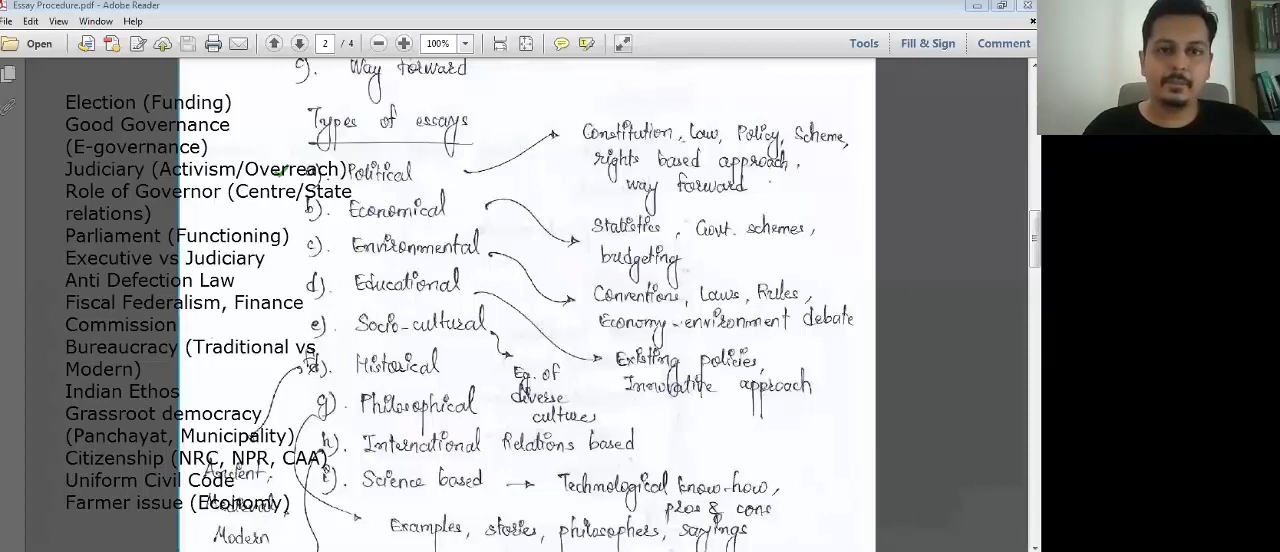 Essay Procedure.pdf - Adobe Reader
File Edit View Window Help
Open 2 / 4 100% Tools Fill & Sign Comment
c). Way forward
Types of essays
a). Political
b). Economical
c). Environmental
d). Educational
e). Socio-cultural
Historical
g). Philosophical
h). International Relations based
i). Science based
Constitution, Law, Policy, Scheme,
rights based approach,
way forward
Statistics, Govt. schemes,
budgeting
Conventions, Laws, Rules,
Economy-environment debate
Existing policies,
Innovative approach
Eg. of
diverse
cultures
Technological know-how,
pros & cons
Examples, stories, philosophers, sayings
Ancient,
Medieval,
Modern
Election (Funding)
Good Governance
(E-governance)
Judiciary (Activism/Overreach)
Role of Governor (Centre/State
relations)
Parliament (Functioning)
Executive vs Judiciary
Anti Defection Law
Fiscal Federalism, Finance
Commission
Bureaucracy (Traditional vs
Modern)
Indian Ethos
Grassroot democracy
(Panchayat, Municipality)
Citizenship (NRC, NPR, CAA)
Uniform Civil Code
Farmer issue (Economy)